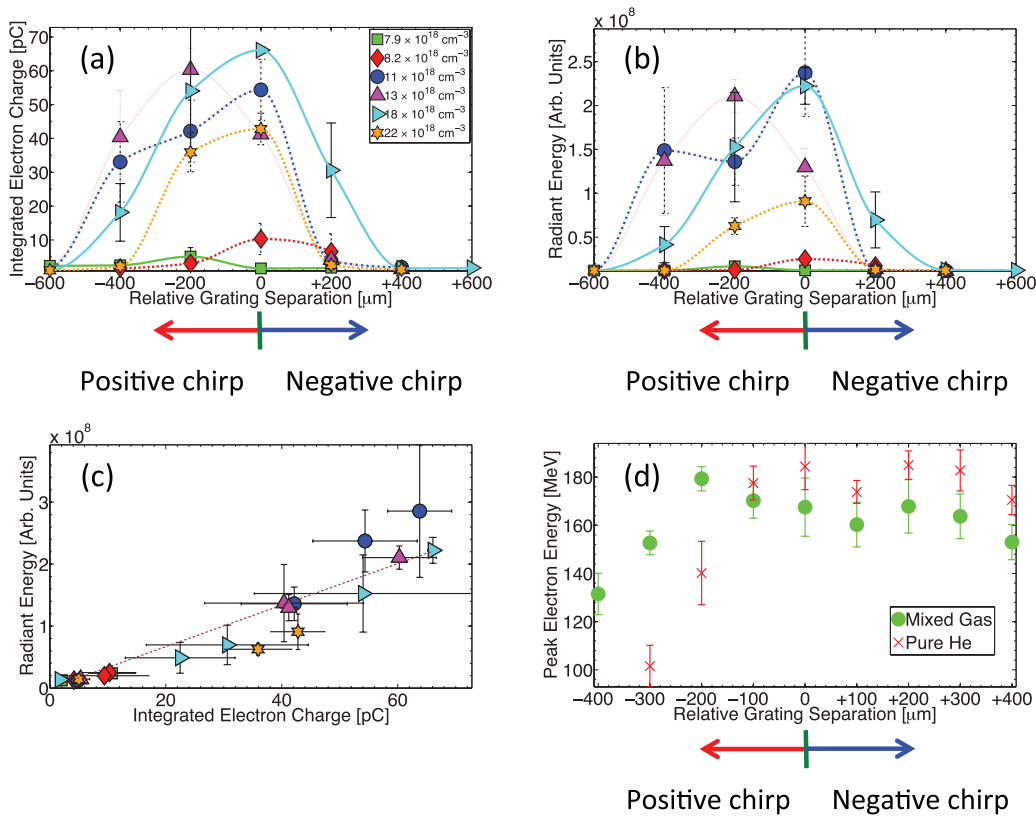 (a)
Integrated Electron Charge [pC]
70
60
50
40
30
20
10
−600 −400 −200 0 +200 +400 +600
Relative Grating Separation [μm]
7.9 × 10^18 cm^−3
8.2 × 10^18 cm^−3
11 × 10^18 cm^−3
13 × 10^18 cm^−3
18 × 10^18 cm^−3
22 × 10^18 cm^−3
Positive chirp Negative chirp
(b)
× 10^8
Radiant Energy [Arb. Units]
2.5
2
1.5
1
0.5
−600 −400 −200 0 +200 +400 +600
Relative Grating Separation [μm]
Positive chirp Negative chirp
(c)
× 10^8
Radiant Energy [Arb. Units]
3
2
1
0
0 20 40 60
Integrated Electron Charge [pC]
(d)
Peak Electron Energy [MeV]
180
160
140
120
100
−400 −300 −200 −100 0 +100 +200 +300 +400
Relative Grating Separation [μm]
Mixed Gas
Pure He
Positive chirp Negative chirp